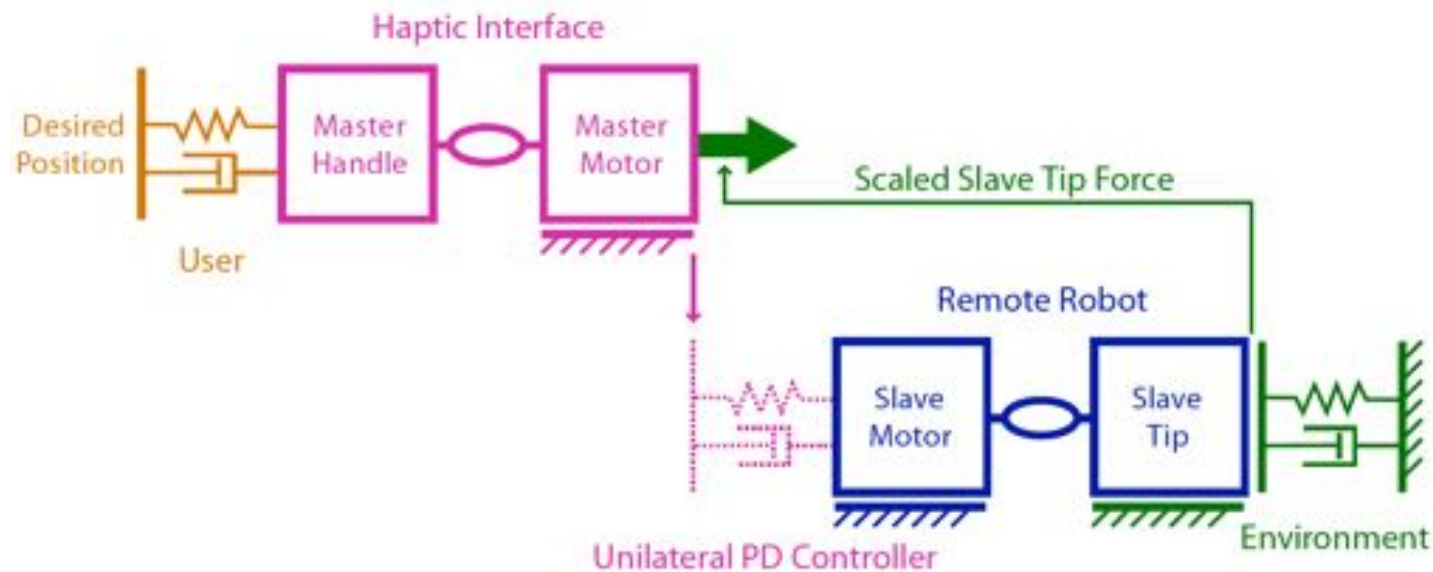 Haptic Interface
Desired
Position
Master
Handle
Master
Motor
User
Scaled Slave Tip Force
Remote Robot
Slave
Motor
Slave
Tip
Unilateral PD Controller
Environment